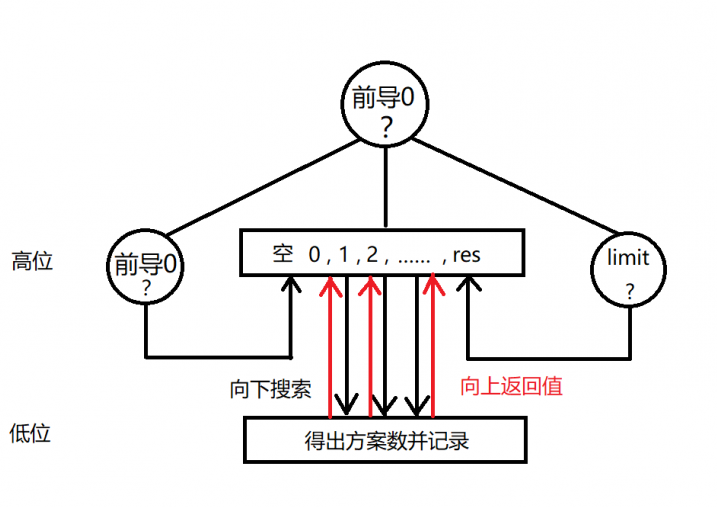 前导0
?
高位
前导0
?
空 0 , 1 , 2 , …… , res
limit
?
向下搜索
向上返回值
低位
得出方案数并记录